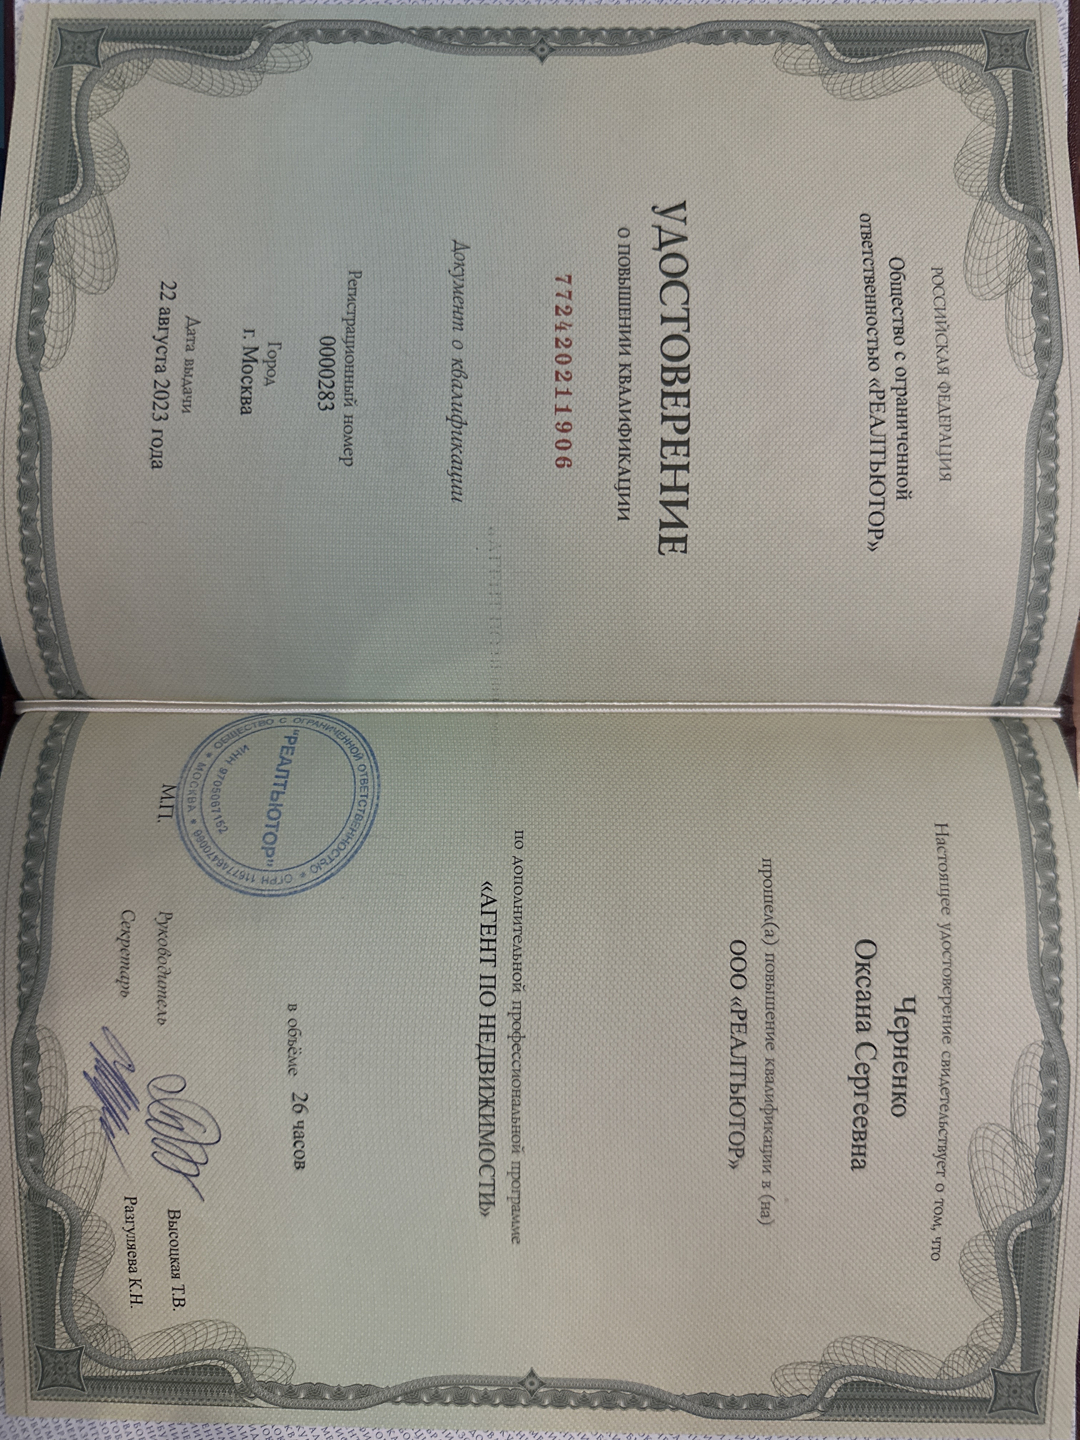 РОССИЙСКАЯ ФЕДЕРАЦИЯ
Общество с ограниченной
ответственностью «РЕАЛТЬЮТОР»
УДОСТОВЕРЕНИЕ
О ПОВЫШЕНИИ КВАЛИФИКАЦИИ
772420211906
Документ о квалификации
Регистрационный номер
0000283
Город
г. Москва
Дата выдачи
22 августа 2023 года
Настоящее удостоверение свидетельствует о том, что
Черненко
Оксана Сергеевна
прошел(а) повышение квалификации в (на)
ООО «РЕАЛТЬЮТОР»
по дополнительной профессиональной программе
«АГЕНТ ПО НЕДВИЖИМОСТИ»
в объёме 26 часов
ОБЩЕСТВО С ОГРАНИЧЕННОЙ ОТВЕТСТВЕННОСТЬЮ
"РЕАЛТЬЮТОР"
ИНН 9705067152
МОСКВА
М.П.
Руководитель Высоцкая Т.В.
Секретарь Разгуляева К.Н.